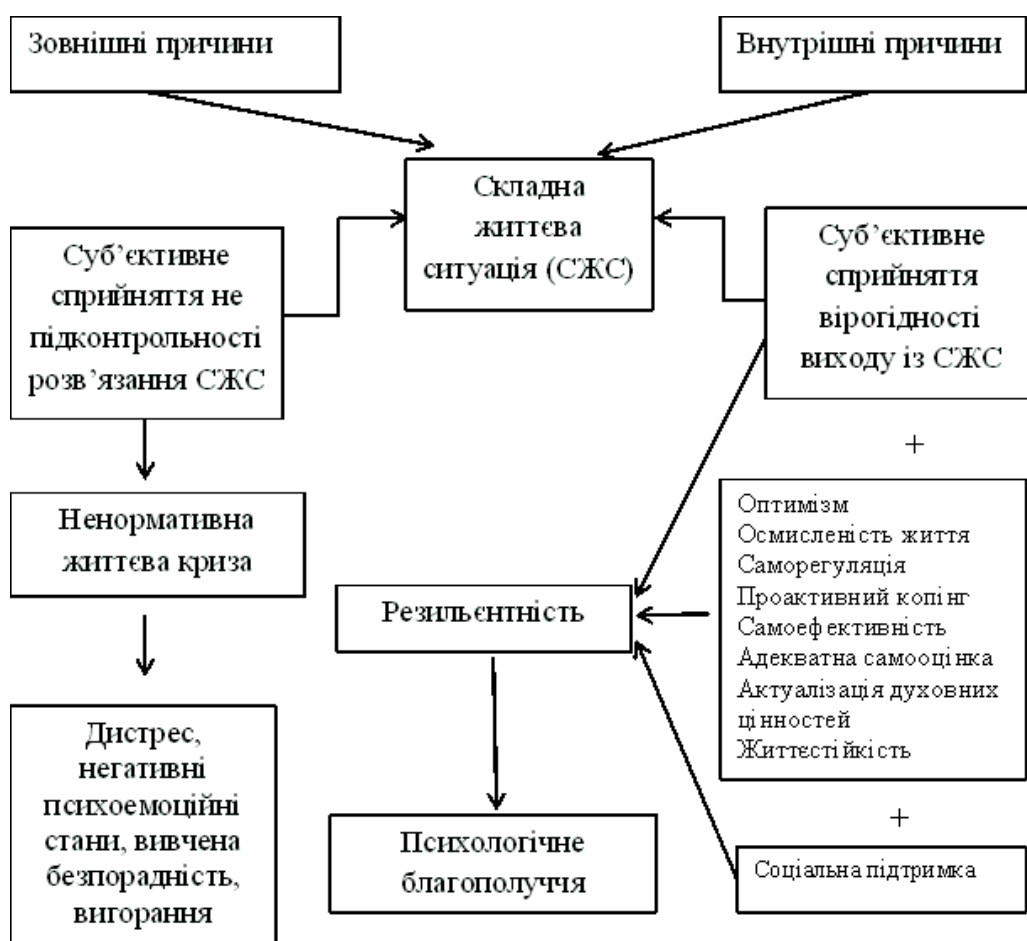 Зовнішні причини
Внутрішні причини
Складна
життєва
ситуація (СЖС)
Суб’єктивне
сприйняття не
підконтрольності
розв’язання СЖС
Суб’єктивне
сприйняття
вірогідності
виходу із СЖС
+
Ненормативна
життєва криза
Оптимізм
Осмисленість життя
Саморегуляція
Проактивний копінг
Самоефективність
Адекватна самооцінка
Актуалізація духовних
цінностей
Життєстійкість
Резильєнтність
Дистрес,
негативні
психоемоційні
стани, вивчена
безпорадність,
вигорання
+
Психологічне
благополуччя
Соціальна підтримка